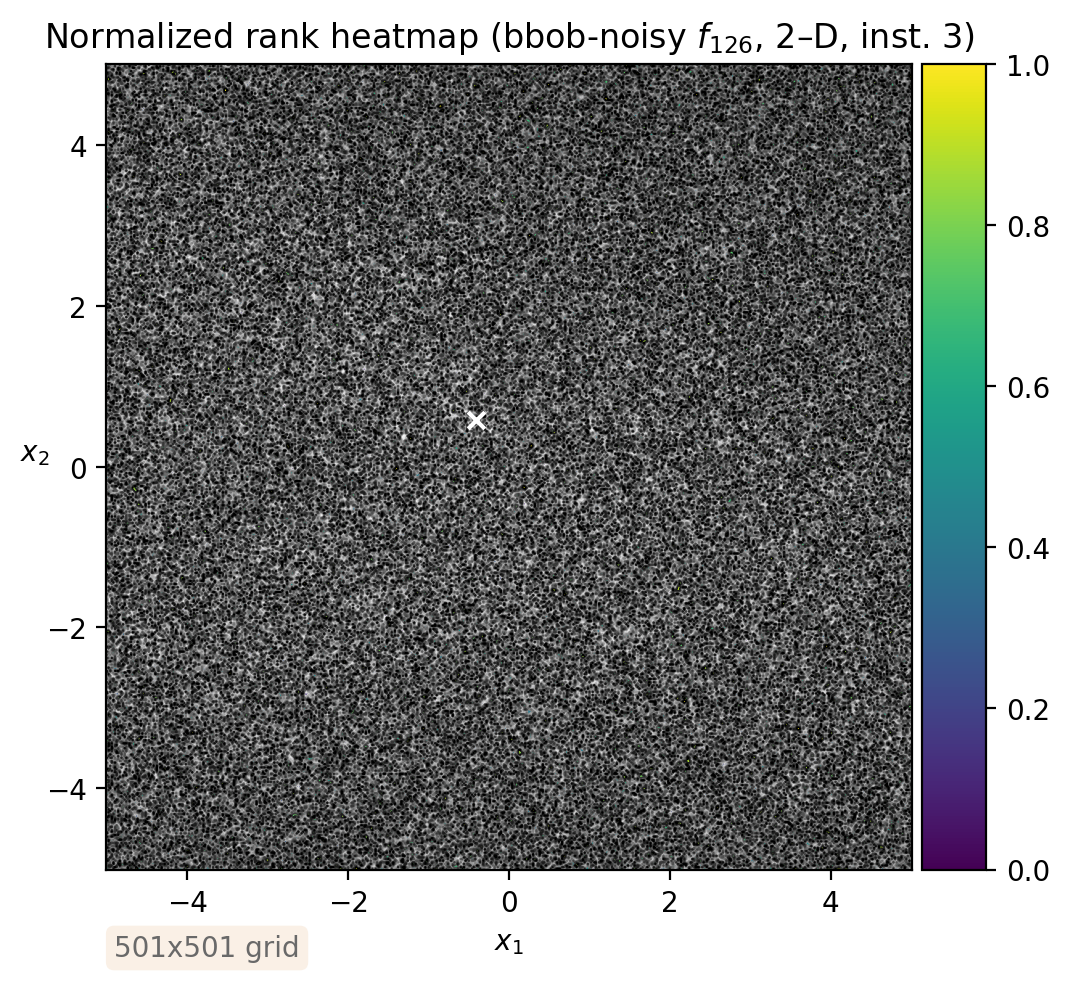 Normalized rank heatmap (bbob-noisy f₁₂₆, 2–D, inst. 3)
4
2
0
−2
−4
x₂
−4 −2 0 2 4
x₁
1.0
0.8
0.6
0.4
0.2
0.0
501x501 grid